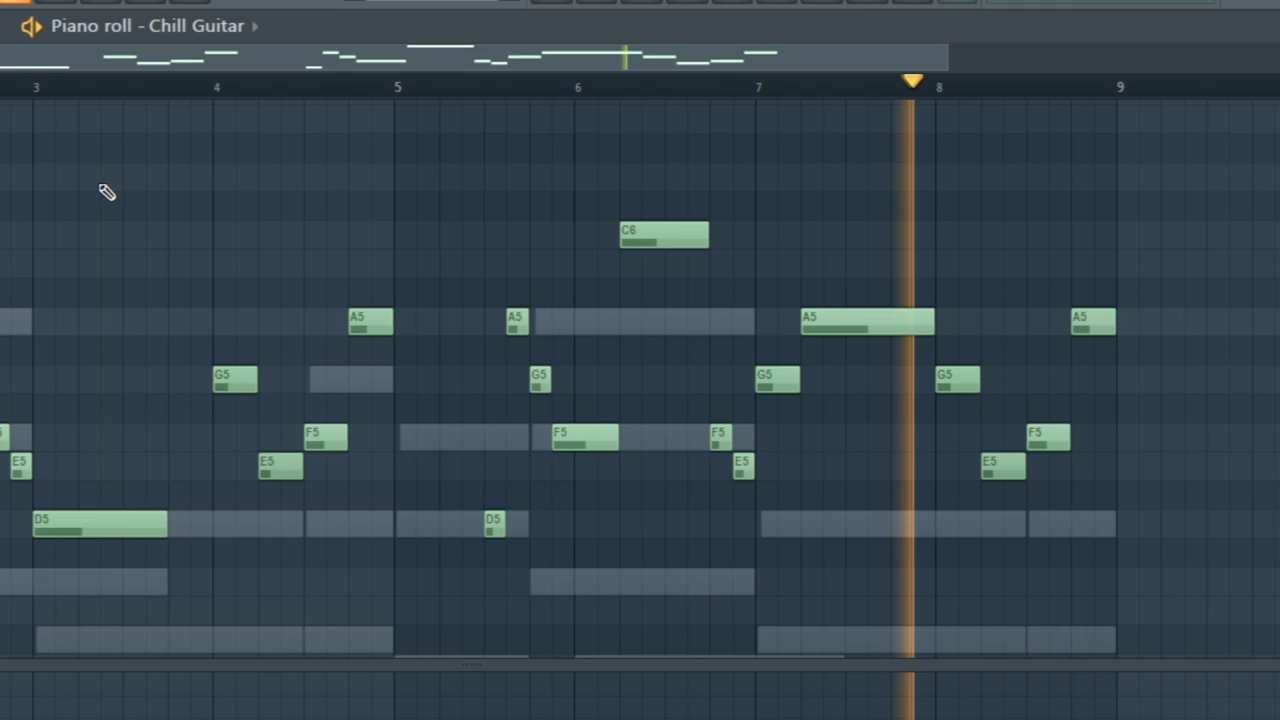 Piano roll - Chill Guitar
3 4 5 6 7 8 9
C6
A5 A5 A5 A5
G5 G5 G5 G5
F5 F5 F5 F5
E5 E5 E5 E5
D5 D5